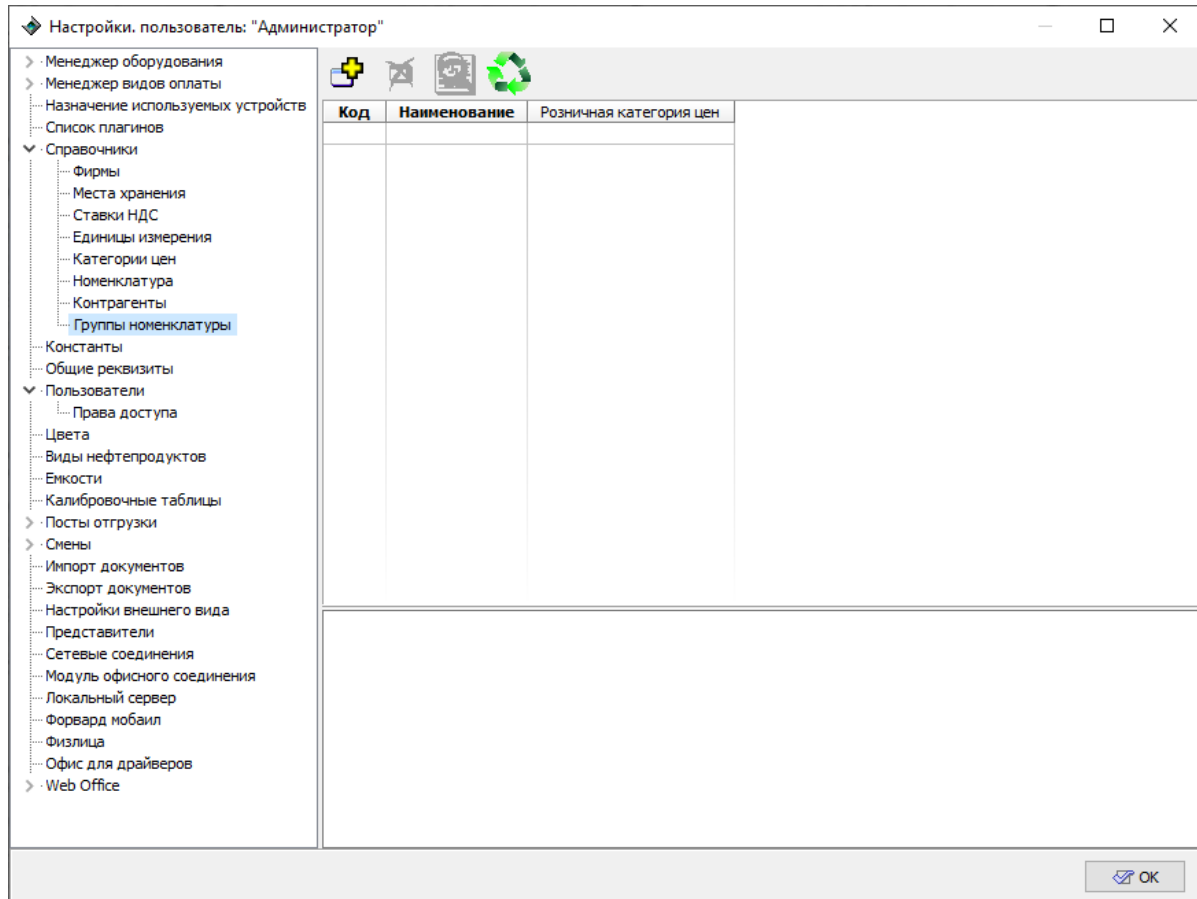 Настройки. пользователь: "Администратор"
Менеджер оборудования
Менеджер видов оплаты
Назначение используемых устройств
Список плагинов
Справочники
Фирмы
Места хранения
Ставки НДС
Единицы измерения
Категории цен
Номенклатура
Контрагенты
Группы номенклатуры
Константы
Общие реквизиты
Пользователи
Права доступа
Цвета
Виды нефтепродуктов
Емкости
Калибровочные таблицы
Посты отгрузки
Смены
Импорт документов
Экспорт документов
Настройки внешнего вида
Представители
Сетевые соединения
Модуль офисного соединения
Локальный сервер
Форвард мобаил
Физлица
Офис для драйверов
Web Office
Код Наименование Розничная категория цен
OK